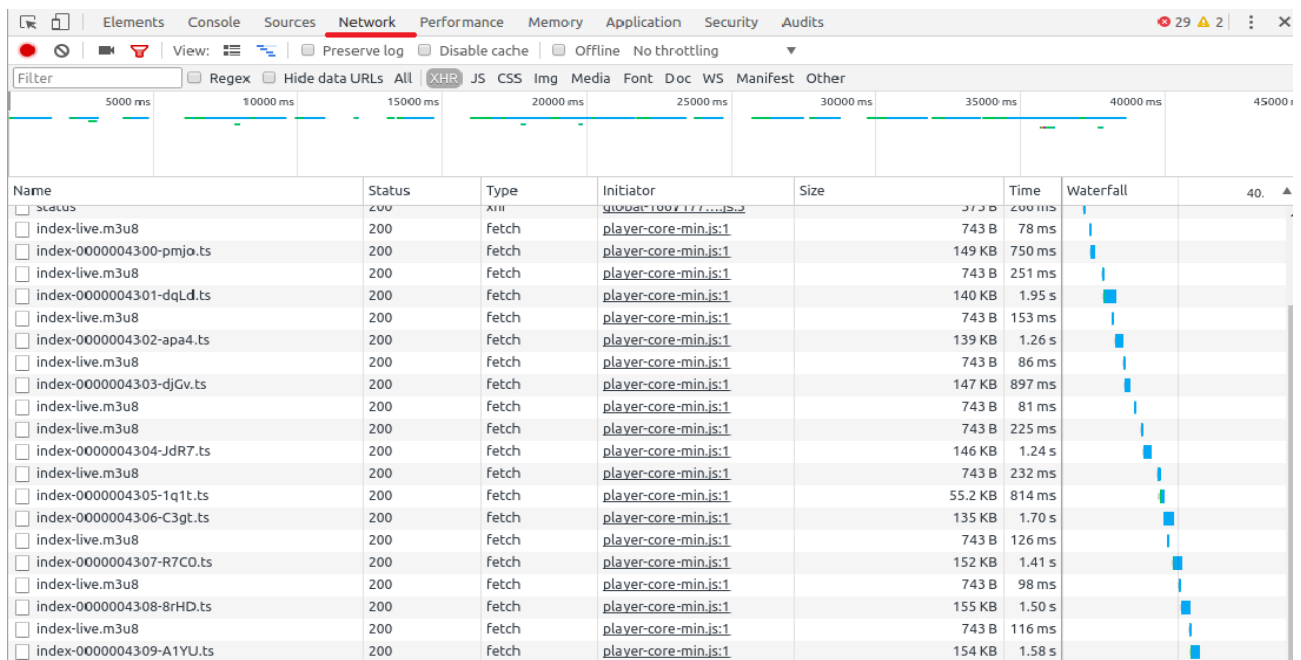 Elements Console Sources Network Performance Memory Application Security Audits 29 2
View: Preserve log Disable cache Offline No throttling
Filter Regex Hide data URLs All XHR JS CSS Img Media Font Doc WS Manifest Other
5000 ms 10000 ms 15000 ms 20000 ms 25000 ms 30000 ms 35000 ms 40000 ms 45000
Name Status Type Initiator Size Time Waterfall 40.
status 200 xhr 373 B 266 ms
index-live.m3u8 200 fetch player-core-min.js:1 743 B 78 ms
index-0000004300-pmjo.ts 200 fetch player-core-min.js:1 149 KB 750 ms
index-live.m3u8 200 fetch player-core-min.js:1 743 B 251 ms
index-0000004301-dqLd.ts 200 fetch player-core-min.js:1 140 KB 1.95 s
index-live.m3u8 200 fetch player-core-min.js:1 743 B 153 ms
index-0000004302-apa4.ts 200 fetch player-core-min.js:1 139 KB 1.26 s
index-live.m3u8 200 fetch player-core-min.js:1 743 B 86 ms
index-0000004303-djGv.ts 200 fetch player-core-min.js:1 147 KB 897 ms
index-live.m3u8 200 fetch player-core-min.js:1 743 B 81 ms
index-live.m3u8 200 fetch player-core-min.js:1 743 B 225 ms
index-0000004304-JdR7.ts 200 fetch player-core-min.js:1 146 KB 1.24 s
index-live.m3u8 200 fetch player-core-min.js:1 743 B 232 ms
index-0000004305-1q1t.ts 200 fetch player-core-min.js:1 55.2 KB 814 ms
index-0000004306-C3gt.ts 200 fetch player-core-min.js:1 135 KB 1.70 s
index-live.m3u8 200 fetch player-core-min.js:1 743 B 126 ms
index-0000004307-R7C0.ts 200 fetch player-core-min.js:1 152 KB 1.41 s
index-live.m3u8 200 fetch player-core-min.js:1 743 B 98 ms
index-0000004308-8rHD.ts 200 fetch player-core-min.js:1 155 KB 1.50 s
index-live.m3u8 200 fetch player-core-min.js:1 743 B 116 ms
index-0000004309-A1YU.ts 200 fetch player-core-min.js:1 154 KB 1.58 s